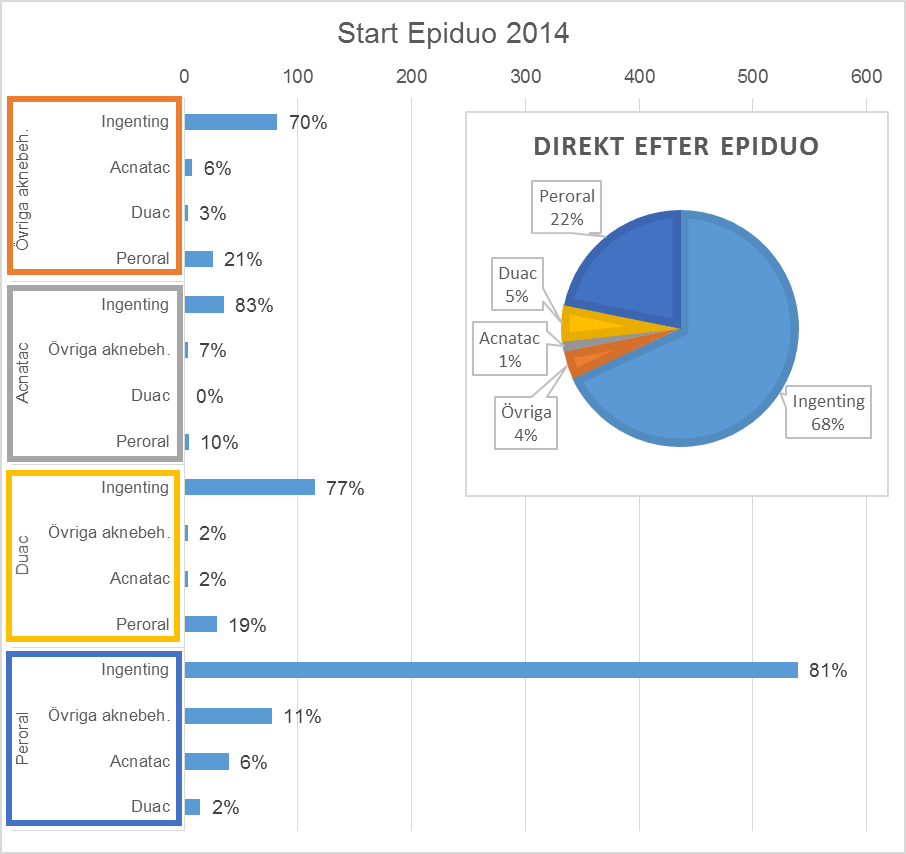 Start Epiduo 2014
0 100 200 300 400 500 600
Övriga aknebeh.
Ingenting 70%
Acnatac 6%
Duac 3%
Peroral 21%
Acnatac
Ingenting 83%
Övriga aknebeh. 7%
Duac 0%
Peroral 10%
Duac
Ingenting 77%
Övriga aknebeh. 2%
Acnatac 2%
Peroral 19%
Peroral
Ingenting 81%
Övriga aknebeh. 11%
Acnatac 6%
Duac 2%
DIREKT EFTER EPIDUO
Peroral
22%
Duac
5%
Acnatac
1%
Övriga
4%
Ingenting
68%